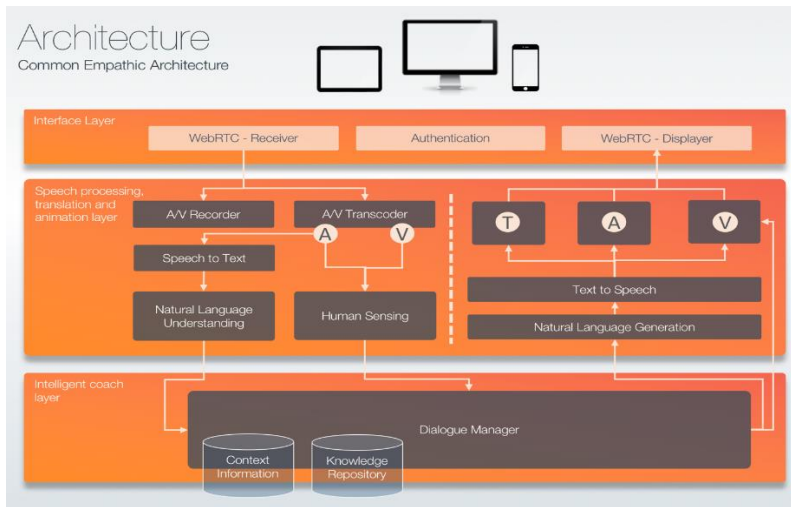 Architecture
Common Empathic Architecture
Interface Layer
WebRTC - Receiver
Authentication
WebRTC - Displayer
Speech processing,
translation and
animation layer
A/V Recorder
A/V Transcoder
A
V
T
A
V
Speech to Text
Text to Speech
Natural Language
Understanding
Human Sensing
Natural Language Generation
Intelligent coach
layer
Dialogue Manager
Context
Information
Knowledge
Repository